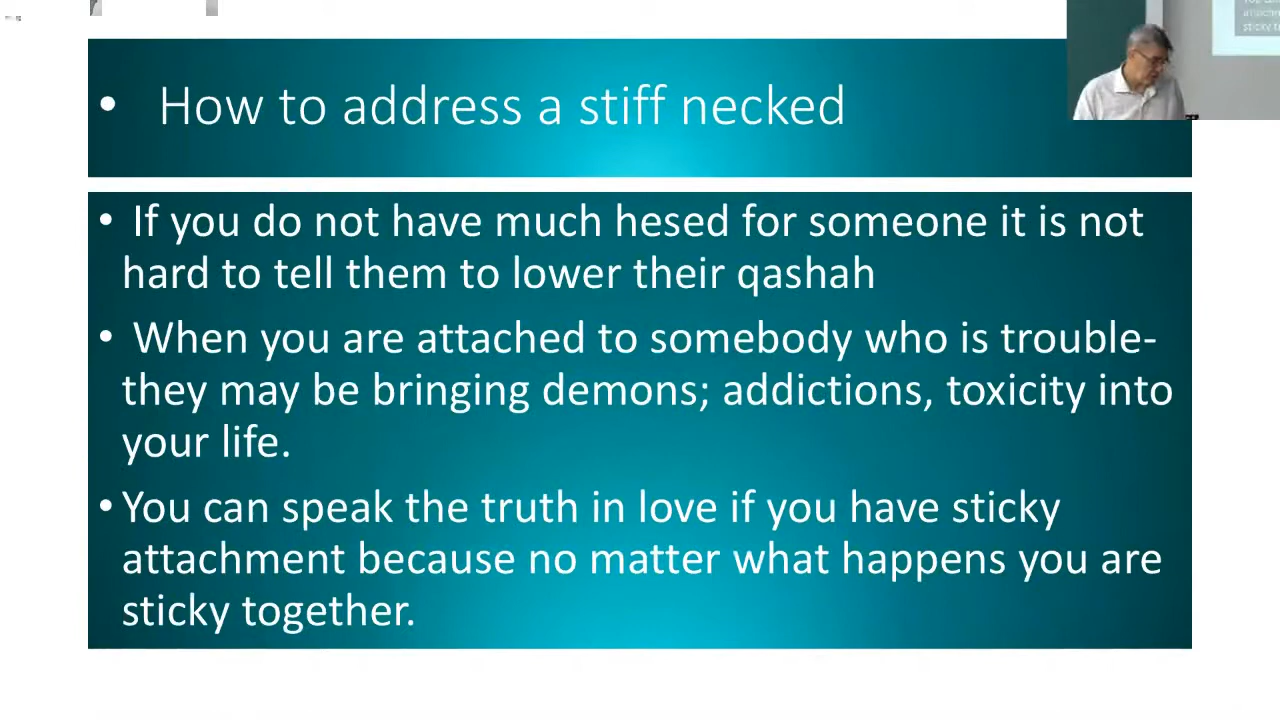 • How to address a stiff necked
• If you do not have much hesed for someone it is not
hard to tell them to lower their qashah
• When you are attached to somebody who is trouble-
they may be bringing demons; addictions, toxicity into
your life.
• You can speak the truth in love if you have sticky
attachment because no matter what happens you are
sticky together.